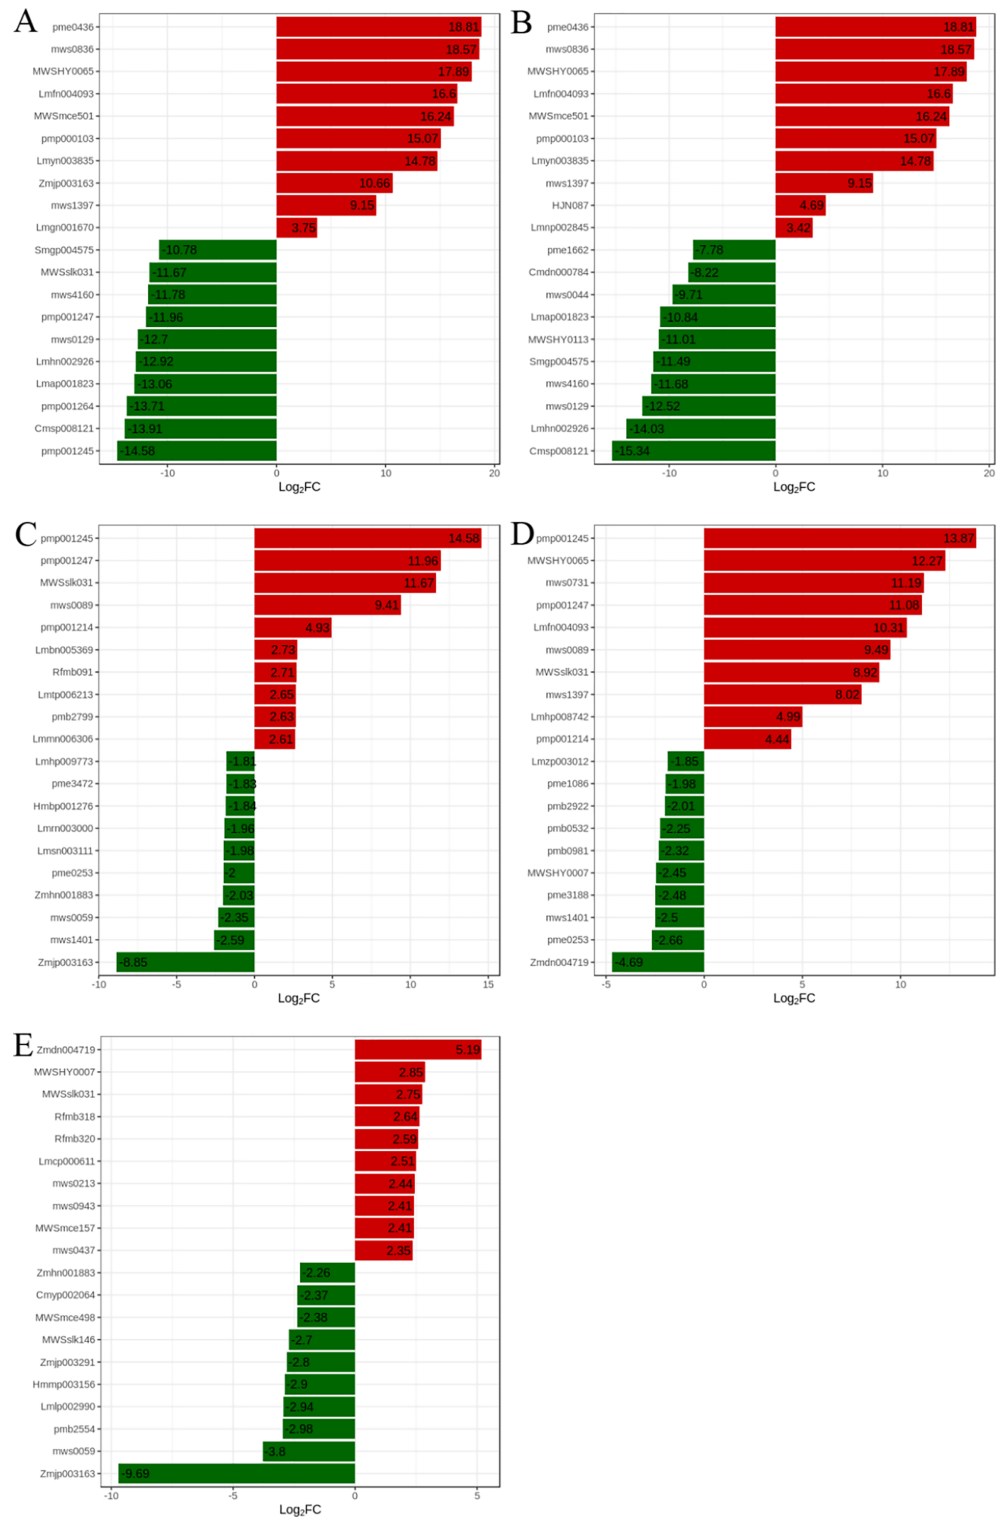 A
pme0436 18.81
mws0836 18.57
MWSHY0065 17.89
Lmfn004093 16.6
MWSmce501 16.24
pmp000103 15.07
Lmyn003835 14.78
Zmjp003163 10.66
mws1397 9.15
Lmgn001670 3.75
Smgp004575 -10.78
MWSslk031 -11.67
mws4160 -11.78
pmp001247 -11.96
mws0129 -12.7
Lmhn002926 -12.92
Lmap001823 -13.06
pmp001264 -13.71
Cmsp008121 -13.91
pmp001245 -14.58
-10 0 10 20
Log₂FC
B
pme0436 18.81
mws0836 18.57
MWSHY0065 17.89
Lmfn004093 16.6
MWSmce501 16.24
pmp000103 15.07
Lmyn003835 14.78
mws1397 9.15
HJN087 4.69
Lmnp002845 3.42
pme1662 -7.78
Cmdn000784 -8.22
mws0044 -9.71
Lmap001823 -10.84
MWSHY0113 -11.01
Smgp004575 -11.49
mws4160 -11.68
mws0129 -12.52
Lmhn002926 -14.03
Cmsp008121 -15.34
-10 0 10 20
Log₂FC
C
pmp001245 14.58
pmp001247 11.96
MWSslk031 11.67
mws0089 9.41
pmp001214 4.93
Lmbn005369 2.73
Rfmb091 2.71
Lmtp006213 2.65
pmb2799 2.63
Lmmn006306 2.61
Lmhp009773 -1.81
pme3472 -1.83
Hmbp001276 -1.84
Lmrn003000 -1.96
Lmsn003111 -1.98
pme0253 -2
Zmhn001883 -2.03
mws0059 -2.35
mws1401 -2.59
Zmjp003163 -8.85
-10 -5 0 5 10 15
Log₂FC
D
pmp001245 13.87
MWSHY0065 12.27
mws0731 11.19
pmp001247 11.08
Lmfn004093 10.31
mws0089 9.49
MWSslk031 8.92
mws1397 8.02
Lmhp008742 4.99
pmp001214 4.44
Lmzp003012 -1.85
pme1086 -1.98
pmb2922 -2.01
pmb0532 -2.25
pmb0981 -2.32
MWSHY0007 -2.45
pme3188 -2.48
mws1401 -2.5
pme0253 -2.66
Zmdn004719 -4.69
-5 0 5 10
Log₂FC
E
Zmdn004719 5.19
MWSHY0007 2.85
MWSslk031 2.75
Rfmb318 2.64
Rfmb320 2.59
Lmcp000611 2.51
mws0213 2.44
mws0943 2.41
MWSmce157 2.41
mws0437 2.35
Zmhn001883 -2.26
Cmyp002064 -2.37
MWSmce498 -2.38
MWSslk146 -2.7
Zmjp003291 -2.8
Hmmp003156 -2.9
Lmlp002990 -2.94
pmb2554 -2.98
mws0059 -3.8
Zmjp003163 -9.69
-10 -5 0 5
Log₂FC